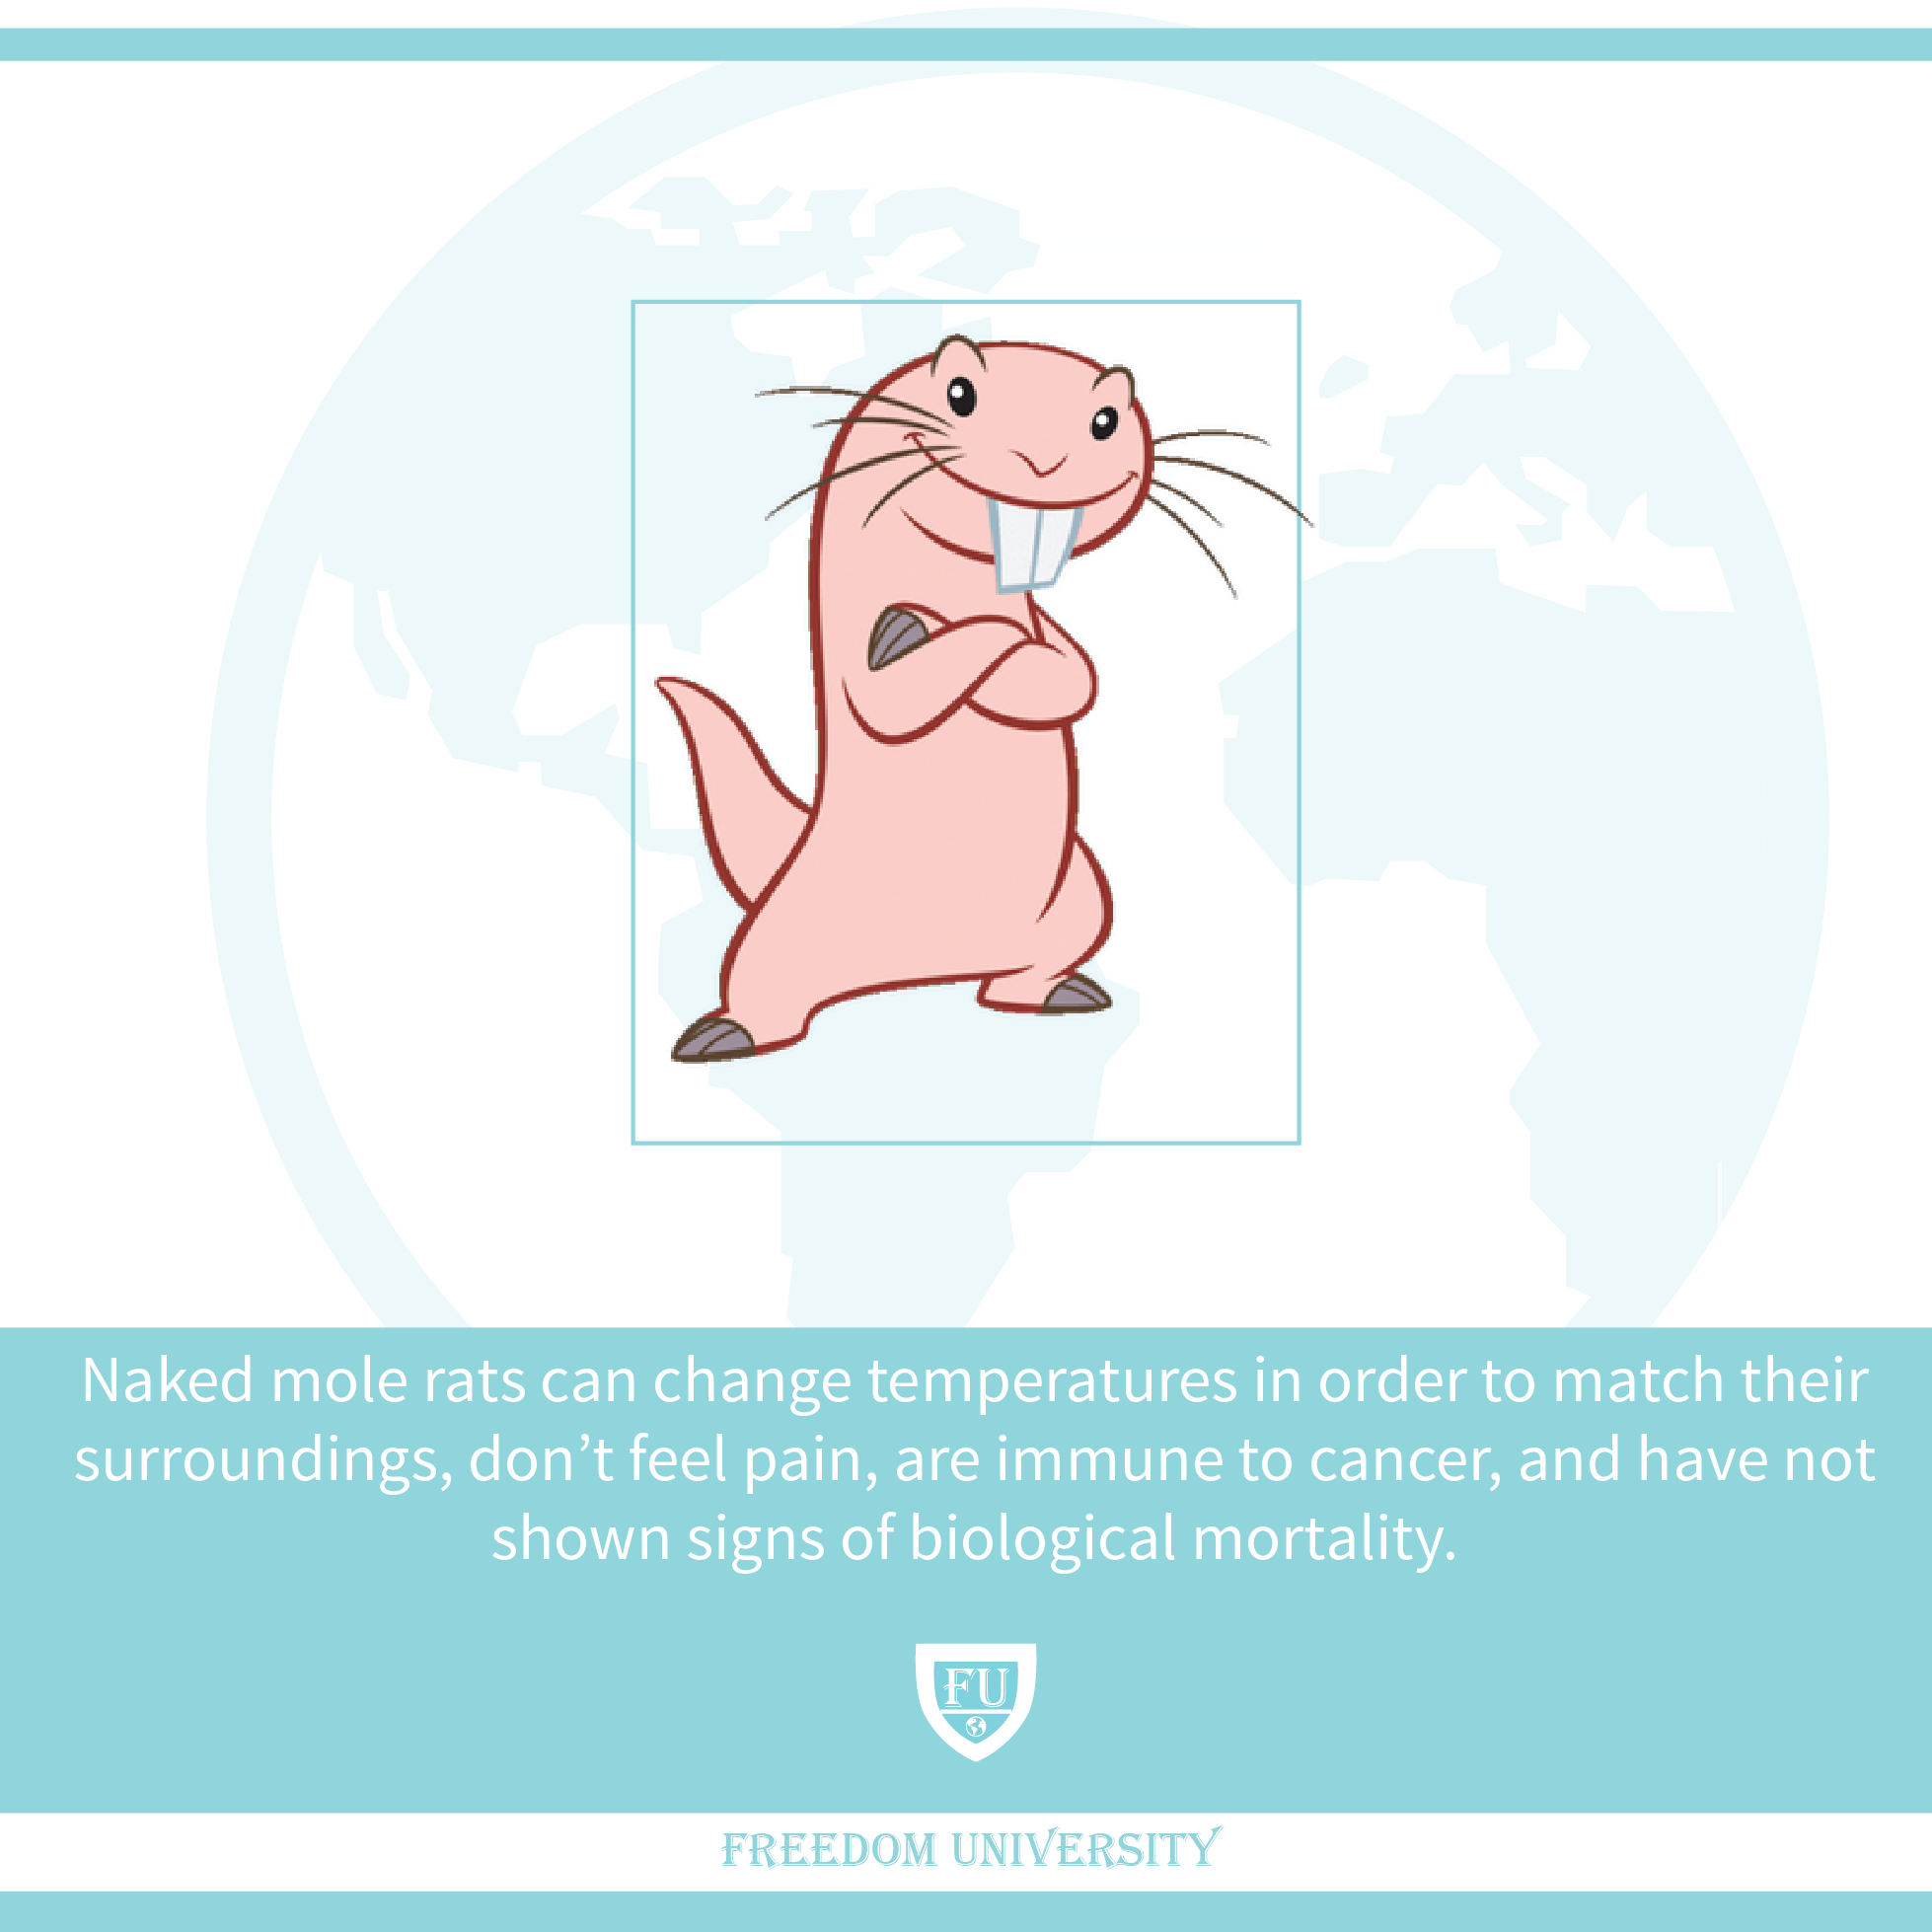 Naked mole rats can change temperatures in order to match their
surroundings, don’t feel pain, are immune to cancer, and have not
shown signs of biological mortality.
FU
FREEDOM UNIVERSITY